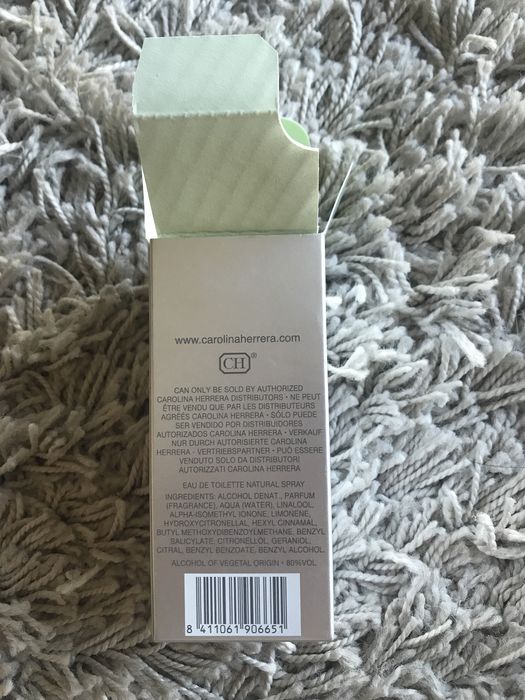 www.carolinaherrera.com
CH®
CAN ONLY BE SOLD BY AUTHORIZED
CAROLINA HERRERA DISTRIBUTORS • NE PEUT
ÊTRE VENDU QUE PAR LES DISTRIBUTEURS
AGRÉÉS CAROLINA HERRERA • SÓLO PUEDE
SER VENDIDO POR DISTRIBUIDORES
AUTORIZADOS CAROLINA HERRERA • VERKAUF
NUR DURCH AUTORISIERTE CAROLINA
HERRERA - VERTRIEBSPARTNER • PUÒ ESSERE
VENDUTO SOLO DA DISTRIBUTORI
AUTORIZZATI CAROLINA HERRERA
EAU DE TOILETTE NATURAL SPRAY
INGREDIENTS: ALCOHOL DENAT., PARFUM
(FRAGRANCE), AQUA (WATER), LINALOOL,
ALPHA-ISOMETHYL IONONE, LIMONENE,
HYDROXYCITRONELLAL, HEXYL CINNAMAL,
BUTYL METHOXYDIBENZOYLMETHANE, BENZYL
SALICYLATE, CITRONELLOL, GERANIOL,
CITRAL, BENZYL BENZOATE, BENZYL ALCOHOL.
ALCOHOL OF VEGETAL ORIGIN • 80%VOL
8 411061 906651